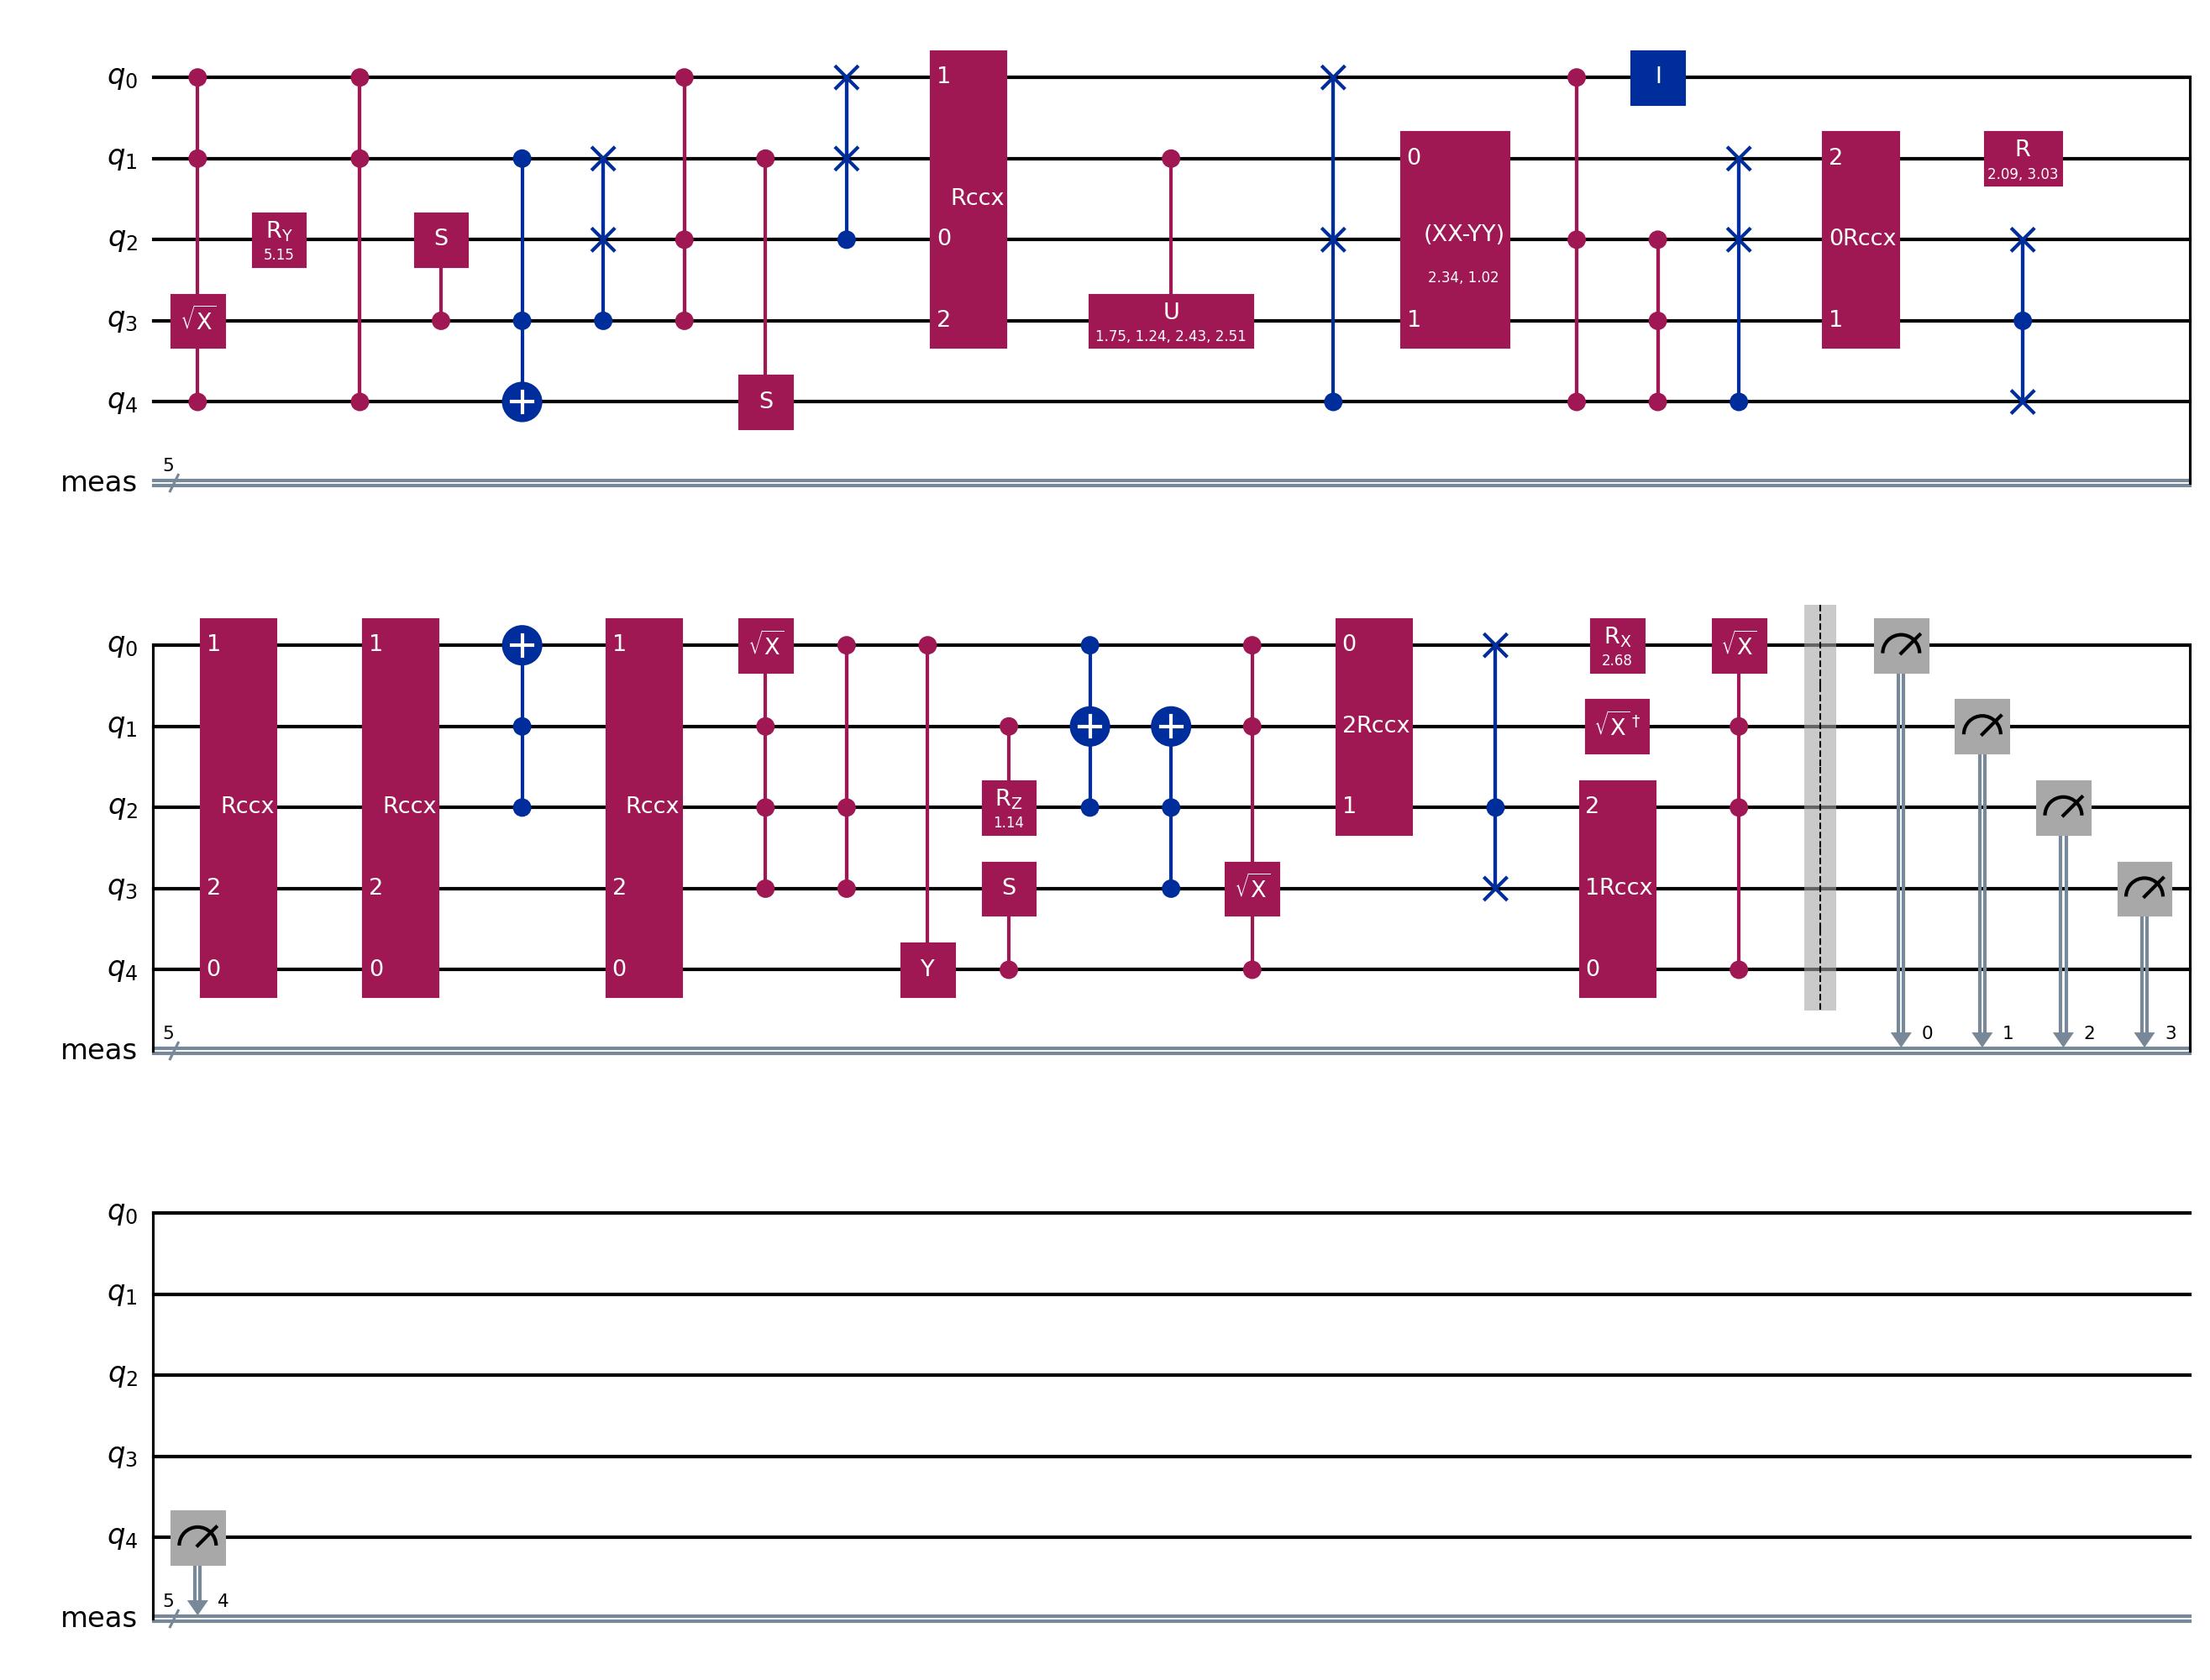 q0 1 I
q1 0 2 R 2.09, 3.03
Rccx
q2 RY 5.15 S 0 (XX-YY) 2.34, 1.02 0Rccx
q3 √X 2 U 1.75, 1.24, 2.43, 2.51 1 1
q4 S
meas 5
q0 1 1 1 √X 0 RX 2.68 √X
q1 2Rccx √X†
q2 Rccx Rccx Rccx RZ 1.14 1 2
q3 2 2 2 S √X 1Rccx
q4 0 0 0 Y 0
meas 5 0 1 2 3
q0
q1
q2
q3
q4
meas 5 4